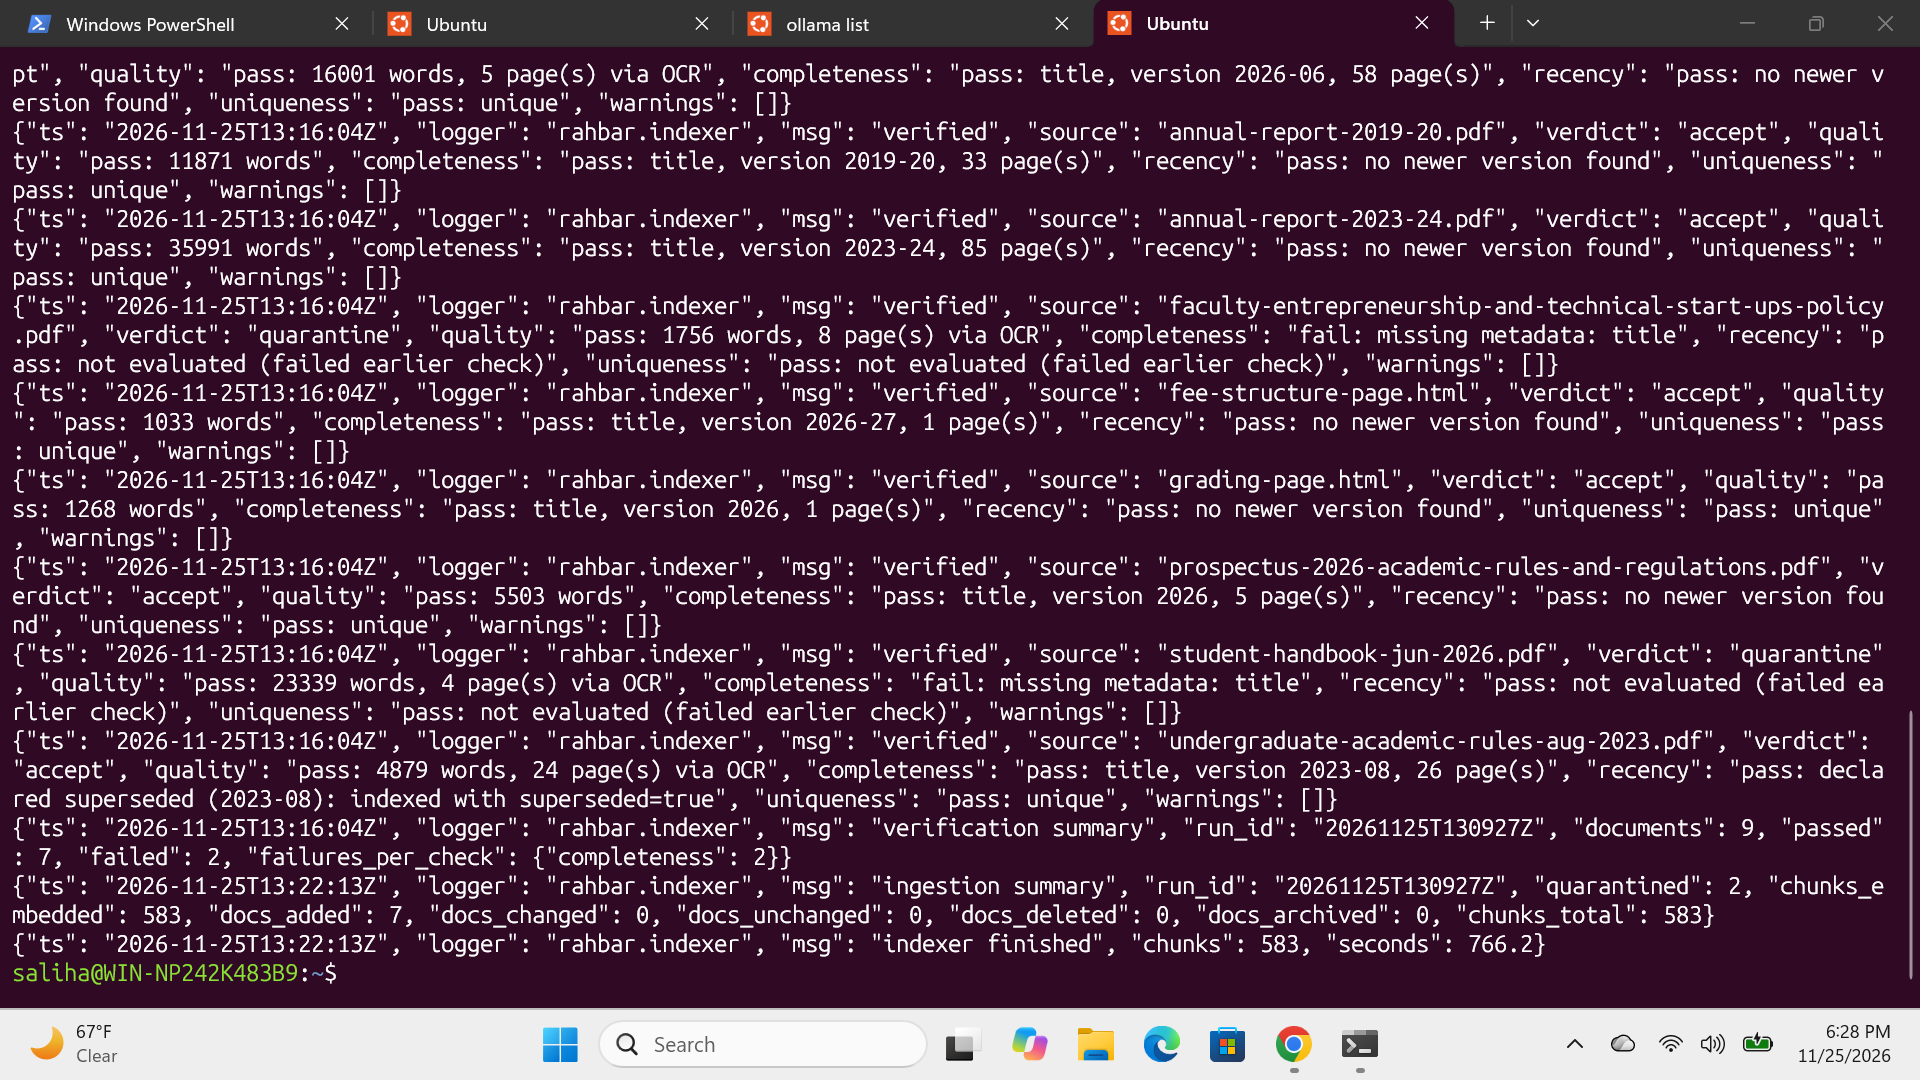 Windows PowerShell
Ubuntu
ollama list
Ubuntu
pt", "quality": "pass: 16001 words, 5 page(s) via OCR", "completeness": "pass: title, version 2026-06, 58 page(s)", "recency": "pass: no newer v
ersion found", "uniqueness": "pass: unique", "warnings": []}
{"ts": "2026-11-25T13:16:04Z", "logger": "rahbar.indexer", "msg": "verified", "source": "annual-report-2019-20.pdf", "verdict": "accept", "quali
ty": "pass: 11871 words", "completeness": "pass: title, version 2019-20, 33 page(s)", "recency": "pass: no newer version found", "uniqueness": "
pass: unique", "warnings": []}
{"ts": "2026-11-25T13:16:04Z", "logger": "rahbar.indexer", "msg": "verified", "source": "annual-report-2023-24.pdf", "verdict": "accept", "quali
ty": "pass: 35991 words", "completeness": "pass: title, version 2023-24, 85 page(s)", "recency": "pass: no newer version found", "uniqueness": "
pass: unique", "warnings": []}
{"ts": "2026-11-25T13:16:04Z", "logger": "rahbar.indexer", "msg": "verified", "source": "faculty-entrepreneurship-and-technical-start-ups-policy
.pdf", "verdict": "quarantine", "quality": "pass: 1756 words, 8 page(s) via OCR", "completeness": "fail: missing metadata: title", "recency": "p
ass: not evaluated (failed earlier check)", "uniqueness": "pass: not evaluated (failed earlier check)", "warnings": []}
{"ts": "2026-11-25T13:16:04Z", "logger": "rahbar.indexer", "msg": "verified", "source": "fee-structure-page.html", "verdict": "accept", "quality
": "pass: 1033 words", "completeness": "pass: title, version 2026-27, 1 page(s)", "recency": "pass: no newer version found", "uniqueness": "pass
: unique", "warnings": []}
{"ts": "2026-11-25T13:16:04Z", "logger": "rahbar.indexer", "msg": "verified", "source": "grading-page.html", "verdict": "accept", "quality": "pa
ss: 1268 words", "completeness": "pass: title, version 2026, 1 page(s)", "recency": "pass: no newer version found", "uniqueness": "pass: unique"
, "warnings": []}
{"ts": "2026-11-25T13:16:04Z", "logger": "rahbar.indexer", "msg": "verified", "source": "prospectus-2026-academic-rules-and-regulations.pdf", "v
erdict": "accept", "quality": "pass: 5503 words", "completeness": "pass: title, version 2026, 5 page(s)", "recency": "pass: no newer version fou
nd", "uniqueness": "pass: unique", "warnings": []}
{"ts": "2026-11-25T13:16:04Z", "logger": "rahbar.indexer", "msg": "verified", "source": "student-handbook-jun-2026.pdf", "verdict": "quarantine"
, "quality": "pass: 23339 words, 4 page(s) via OCR", "completeness": "fail: missing metadata: title", "recency": "pass: not evaluated (failed ea
rlier check)", "uniqueness": "pass: not evaluated (failed earlier check)", "warnings": []}
{"ts": "2026-11-25T13:16:04Z", "logger": "rahbar.indexer", "msg": "verified", "source": "undergraduate-academic-rules-aug-2023.pdf", "verdict":
"accept", "quality": "pass: 4879 words, 24 page(s) via OCR", "completeness": "pass: title, version 2023-08, 26 page(s)", "recency": "pass: decla
red superseded (2023-08): indexed with superseded=true", "uniqueness": "pass: unique", "warnings": []}
{"ts": "2026-11-25T13:16:04Z", "logger": "rahbar.indexer", "msg": "verification summary", "run_id": "20261125T130927Z", "documents": 9, "passed"
: 7, "failed": 2, "failures_per_check": {"completeness": 2}}
{"ts": "2026-11-25T13:22:13Z", "logger": "rahbar.indexer", "msg": "ingestion summary", "run_id": "20261125T130927Z", "quarantined": 2, "chunks_e
mbedded": 583, "docs_added": 7, "docs_changed": 0, "docs_unchanged": 0, "docs_deleted": 0, "docs_archived": 0, "chunks_total": 583}
{"ts": "2026-11-25T13:22:13Z", "logger": "rahbar.indexer", "msg": "indexer finished", "chunks": 583, "seconds": 766.2}
saliha@WIN-NP242K483B9:~$
67°F
Clear
Search
6:28 PM
11/25/2026